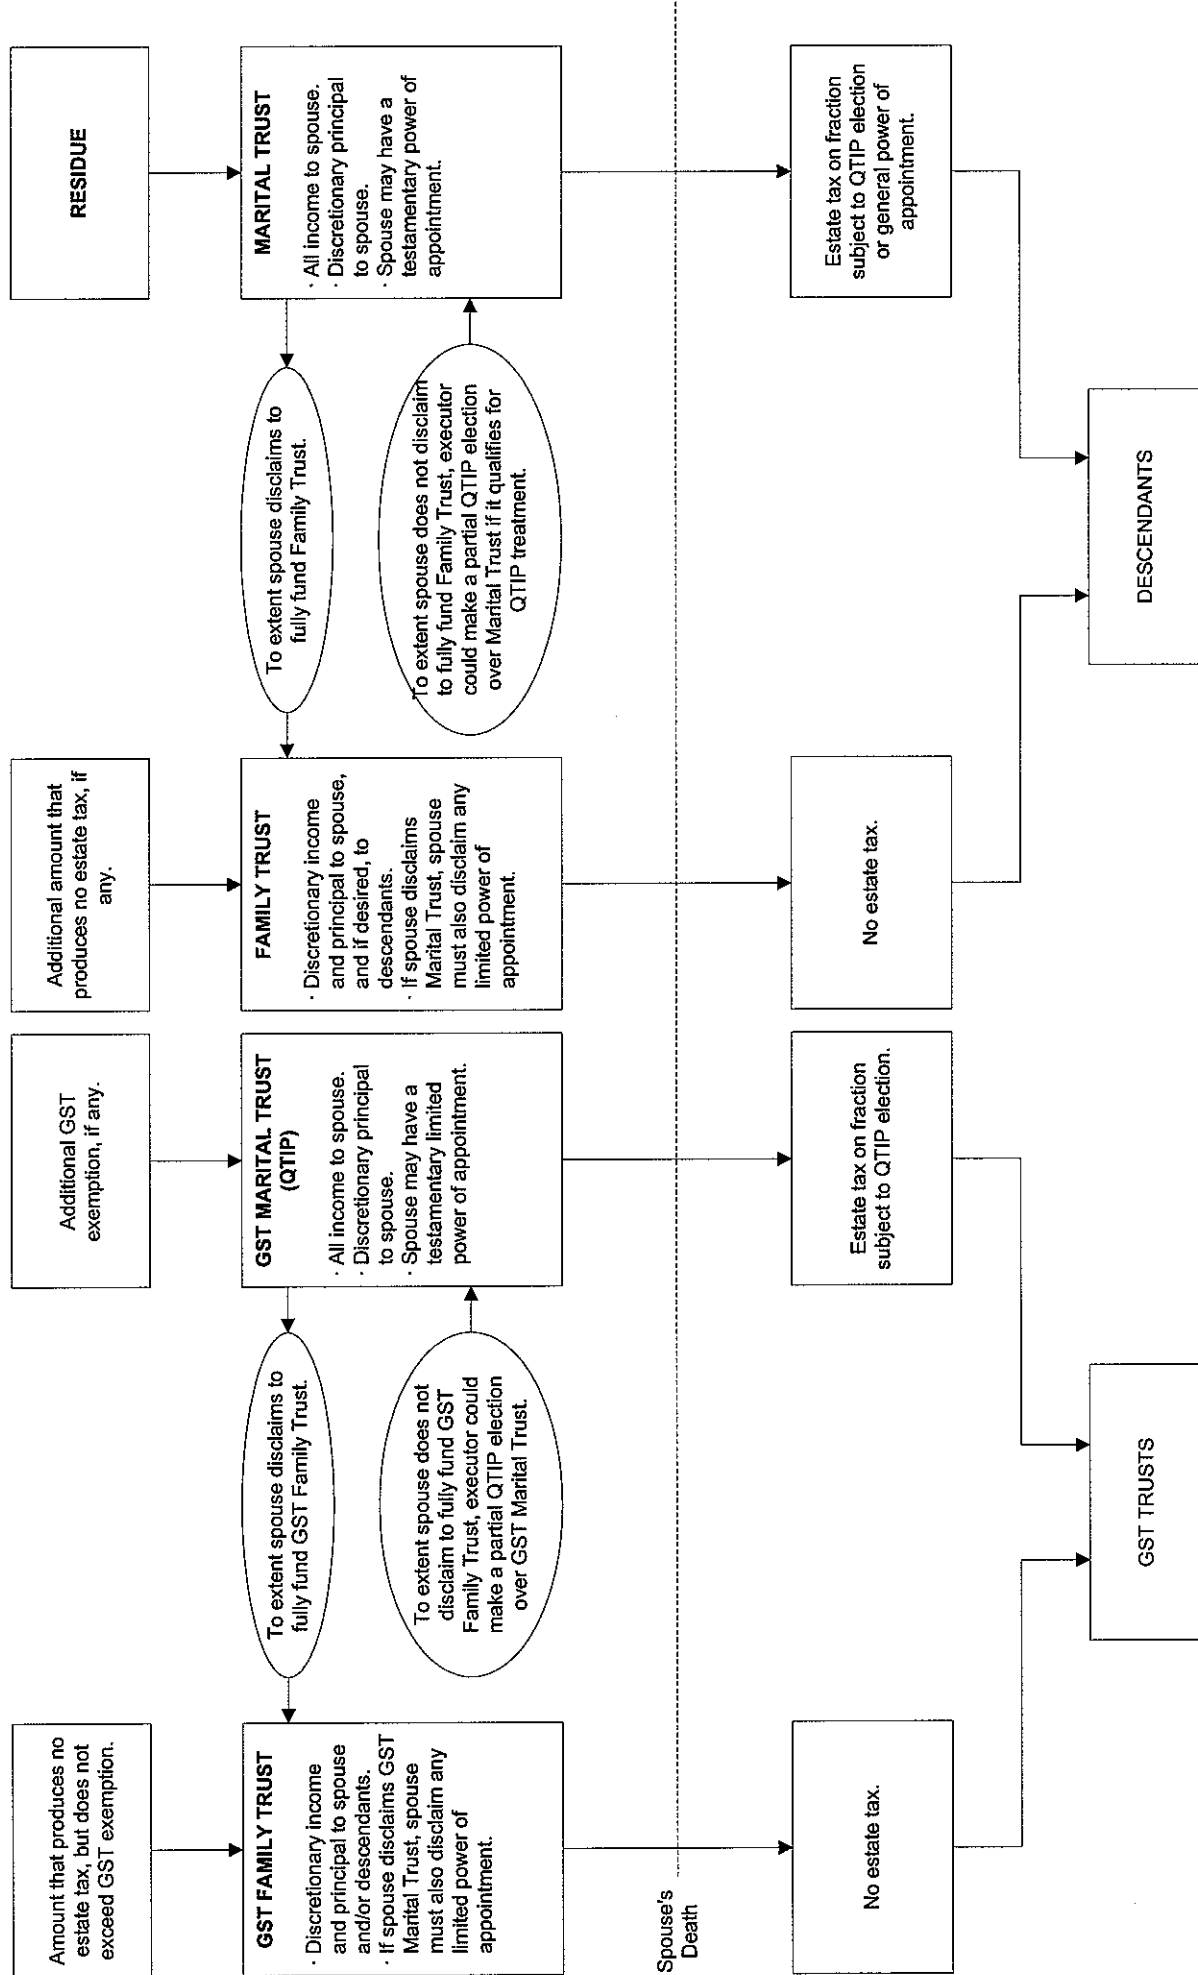 Amount that produces no
estate tax, but does not
exceed GST exemption.
Additional GST
exemption, if any.
Additional amount that
produces no estate tax, if
any.
RESIDUE
GST FAMILY TRUST
· Discretionary income
and principal to spouse
and/or descendants.
· If spouse disclaims GST
Marital Trust, spouse
must also disclaim any
limited power of
appointment.
To extent spouse disclaims to
fully fund GST Family Trust.
To extent spouse does not
disclaim to fully fund GST
Family Trust, executor could
make a partial QTIP election
over GST Marital Trust.
GST MARITAL TRUST
(QTIP)
· All income to spouse.
· Discretionary principal
to spouse.
· Spouse may have a
testamentary limited
power of appointment.
FAMILY TRUST
· Discretionary income
and principal to spouse,
and if desired, to
descendants.
· If spouse disclaims
Marital Trust, spouse
must also disclaim any
limited power of
appointment.
To extent spouse disclaims to
fully fund Family Trust.
To extent spouse does not disclaim
to fully fund Family Trust, executor
could make a partial QTIP election
over Marital Trust if it qualifies for
QTIP treatment.
MARITAL TRUST
· All income to spouse.
· Discretionary principal
to spouse.
· Spouse may have a
testamentary power of
appointment.
Spouse's
Death
No estate tax.
Estate tax on fraction
subject to QTIP election.
No estate tax.
Estate tax on fraction
subject to QTIP election
or general power of
appointment.
GST TRUSTS
DESCENDANTS